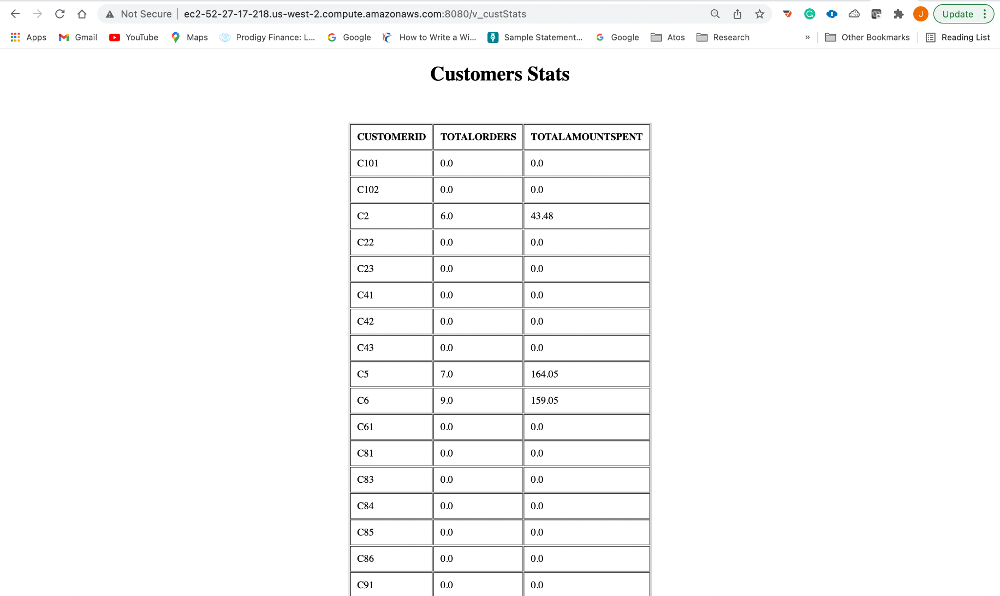 Not Secure ec2-52-27-17-218.us-west-2.compute.amazonaws.com:8080/v_custStats J Update
Apps Gmail YouTube Maps Prodigy Finance: L... Google How to Write a Wi... Sample Statement... Google Atos Research » Other Bookmarks Reading List
Customers Stats
CUSTOMERID TOTALORDERS TOTALAMOUNTSPENT
C101 0.0 0.0
C102 0.0 0.0
C2 6.0 43.48
C22 0.0 0.0
C23 0.0 0.0
C41 0.0 0.0
C42 0.0 0.0
C43 0.0 0.0
C5 7.0 164.05
C6 9.0 159.05
C61 0.0 0.0
C81 0.0 0.0
C83 0.0 0.0
C84 0.0 0.0
C85 0.0 0.0
C86 0.0 0.0
C91 0.0 0.0